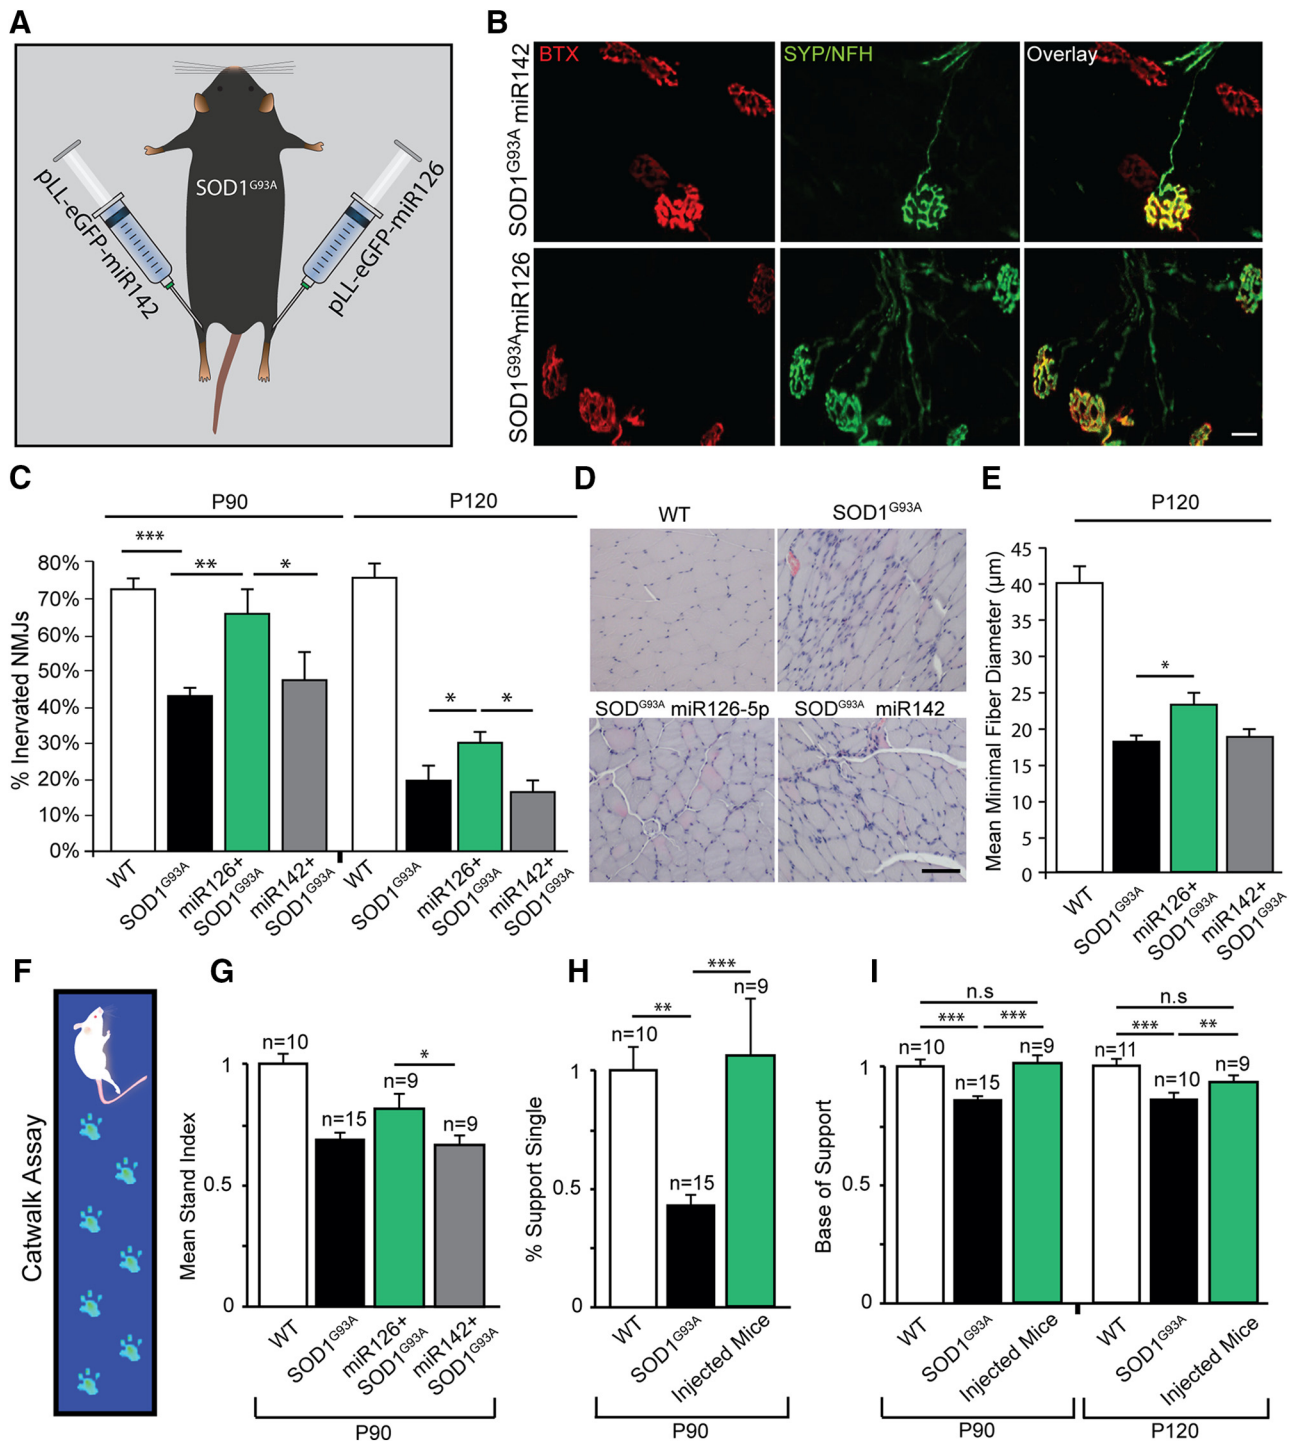 A
SOD1G93A
pLL-eGFP-miR142
pLL-eGFP-miR126
B
BTX
SYP/NFH
Overlay
SOD1G93A miR142
SOD1G93AmiR126
C
P90
P120
***
**
*
*
*
% Inervated NMJs
80%
70%
60%
50%
40%
30%
20%
10%
0%
WT
SOD1G93A
miR126+
SOD1G93A
miR142+
SOD1G93A
WT
SOD1G93A
miR126+
SOD1G93A
miR142+
SOD1G93A
D
WT
SOD1G93A
SODG93A miR126-5p
SODG93A miR142
E
P120
*
Mean Minimal Fiber Diameter (μm)
45
40
35
30
25
20
15
10
5
0
WT
SOD1G93A
miR126+
SOD1G93A
miR142+
SOD1G93A
F
Catwalk Assay
G
n=10
n=15
n=9
n=9
*
Mean Stand Index
1
0.5
0
WT
SOD1G93A
miR126+
SOD1G93A
miR142+
SOD1G93A
P90
H
***
**
n=9
n=10
n=15
% Support Single
1
0.5
0
WT
SOD1G93A
Injected Mice
P90
I
n.s
n.s
***
***
***
**
n=10
n=15
n=9
n=11
n=10
n=9
Base of Support
1
0.5
0
WT
SOD1G93A
Injected Mice
WT
SOD1G93A
Injected Mice
P90
P120